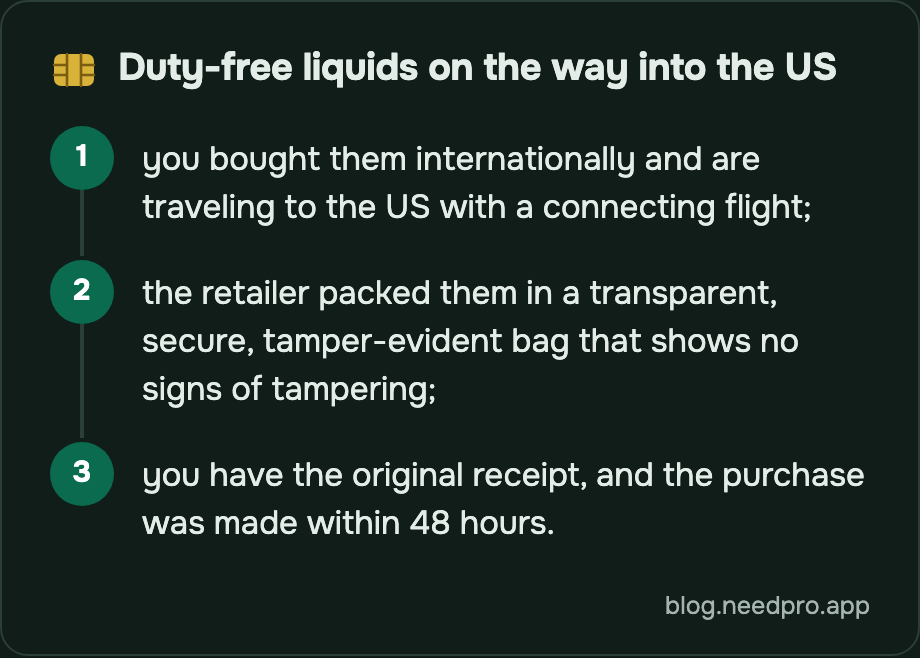 Duty-free liquids on the way into the US
1
you bought them internationally and are
traveling to the US with a connecting flight;
2
the retailer packed them in a transparent,
secure, tamper-evident bag that shows no
signs of tampering;
3
you have the original receipt, and the purchase
was made within 48 hours.
blog.needpro.app